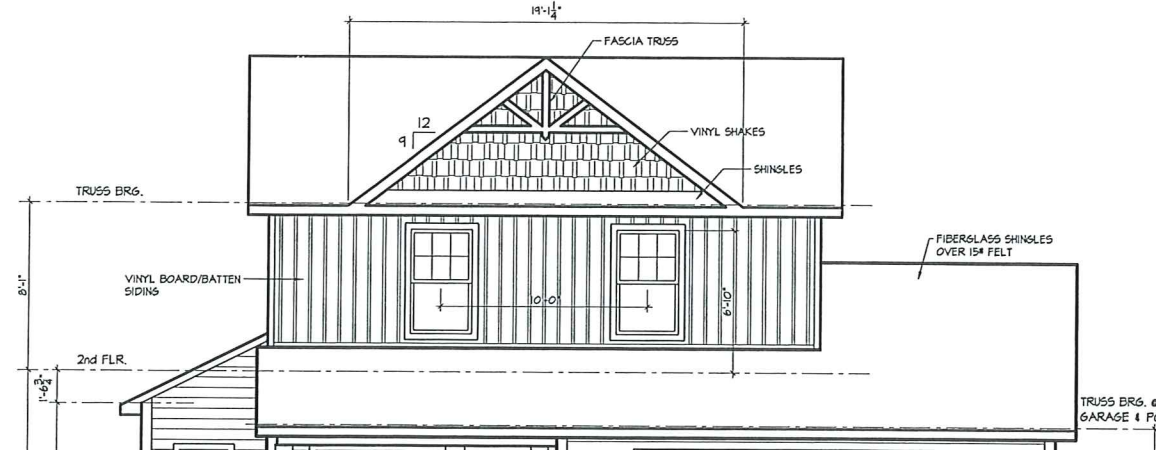 19'-1 1/4"
FASCIA TRUSS
12
9
VINYL SHAKES
SHINGLES
TRUSS BRG.
FIBERGLASS SHINGLES
OVER 15# FELT
VINYL BOARD/BATTEN
SIDING
8'-1"
10'-0"
6'-10"
2nd FLR.
1'-6 3/4"
TRUSS BRG. @
GARAGE &